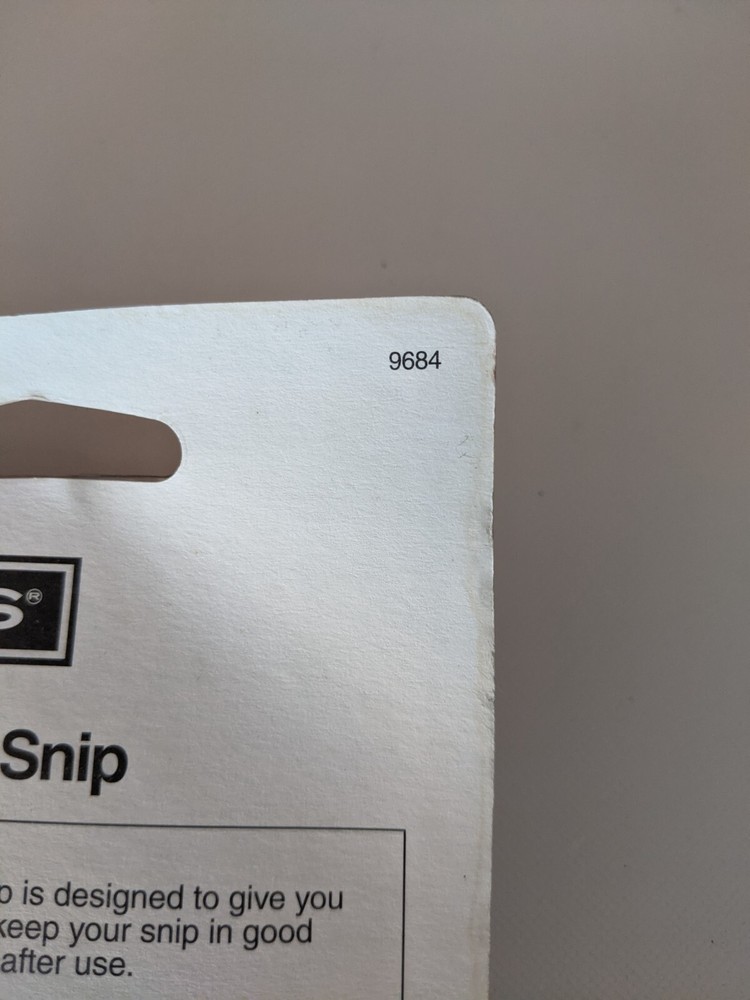 9684
S®
Snip
p is designed to give you
keep your snip in good
after use.